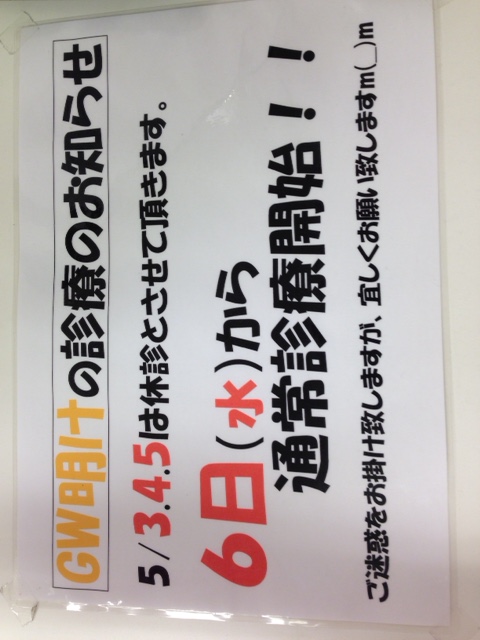 GW明けの診療のお知らせ
5/3.4.5は休診とさせて頂きます。
6日(水)から
通常診療開始！！
ご迷惑をお掛け致しますが、宜しくお願い致しますm(_)m